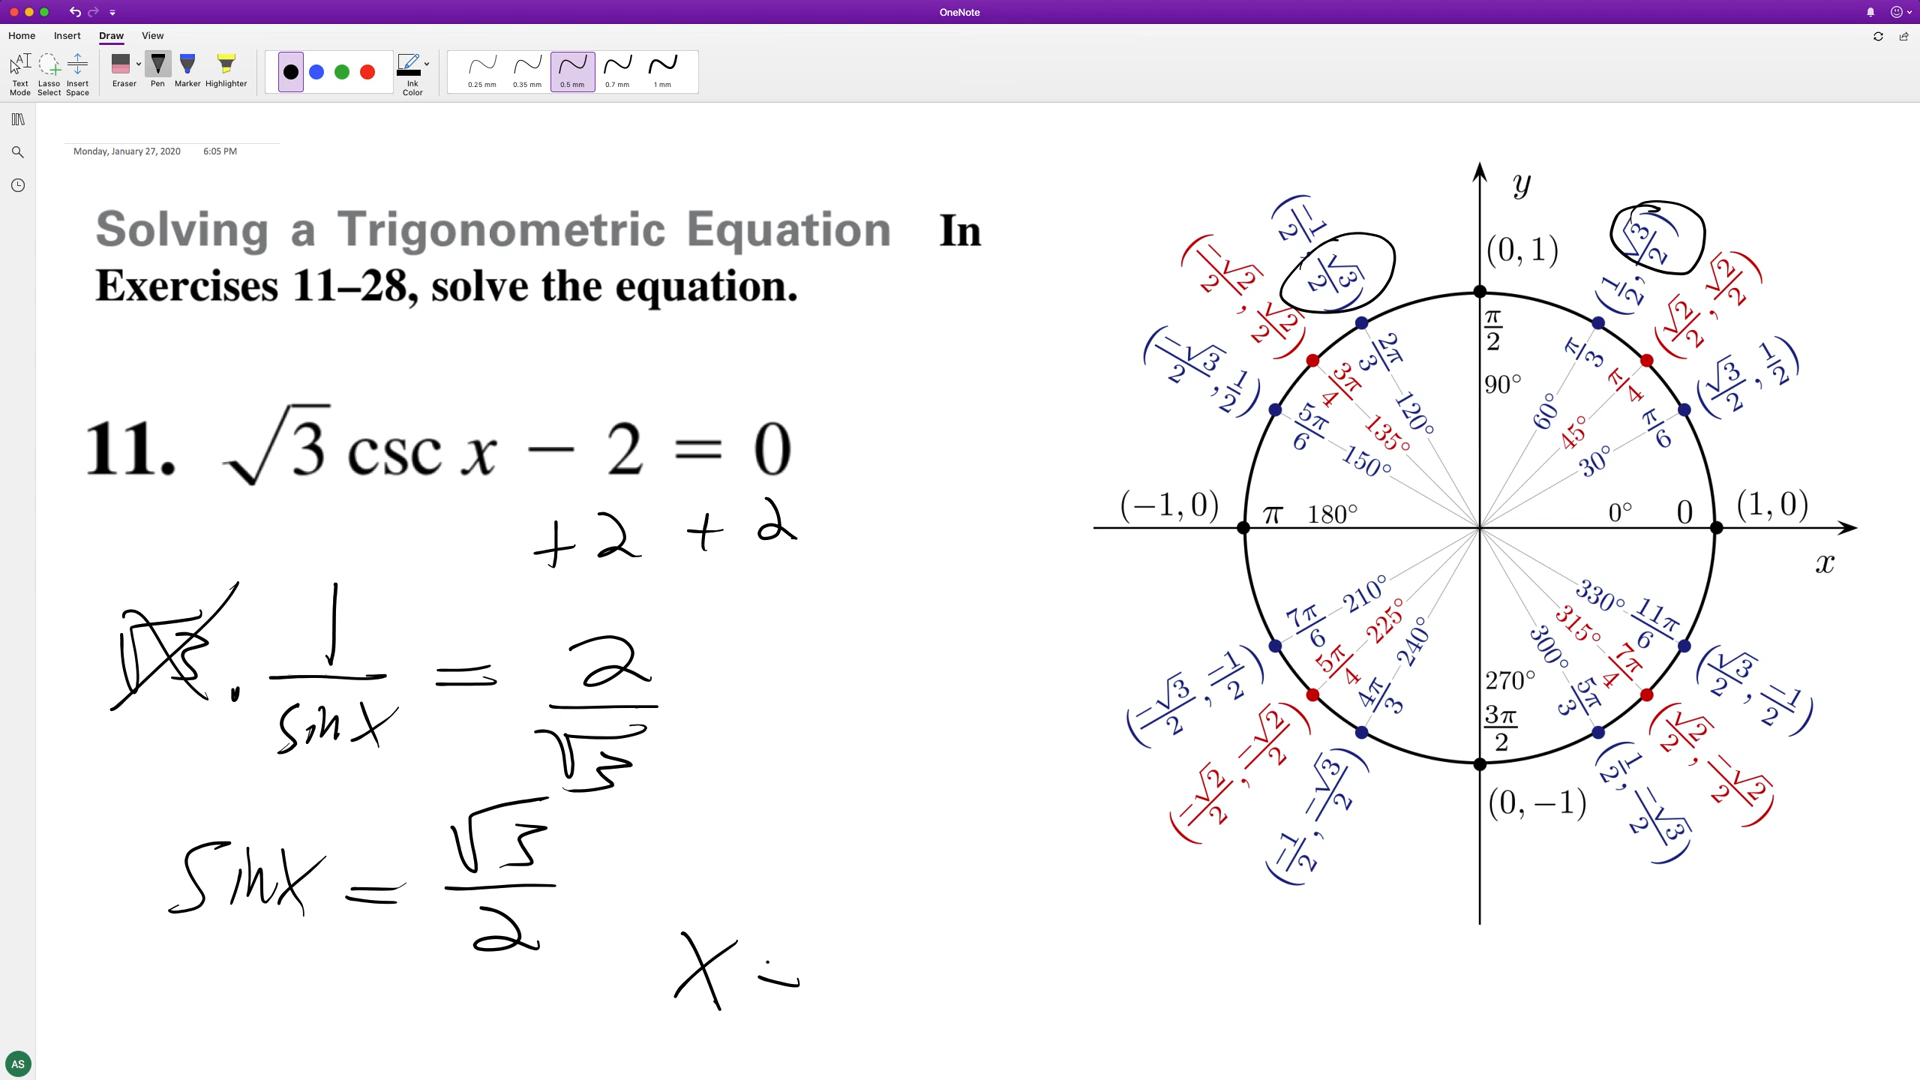 OneNote
Home Insert Draw View
Text Mode
Lasso Select
Insert Space
Eraser
Pen
Marker
Highlighter
Ink Color
0.25 mm
0.35 mm
0.5 mm
0.7 mm
1 mm
Monday, January 27, 2020 6:05 PM
Solving a Trigonometric Equation In
Exercises 11–28, solve the equation.
11. √3 csc x − 2 = 0
+2 +2
√3 · 1/sinx = 2/√3
sinx = √3/2
x =
AS
y
(0, 1)
(−1/2, √3/2)
(1/2, √3/2)
(−√2/2, √2/2)
(√2/2, √2/2)
(−√3/2, 1/2)
(√3/2, 1/2)
π/2
90°
2π/3 120°
π/3 60°
3π/4 135°
π/4 45°
5π/6 150°
π/6 30°
(−1, 0) π 180°
0° 0 (1, 0)
x
7π/6 210°
330° 11π/6
5π/4 225°
315° 7π/4
4π/3 240°
300° 5π/3
270°
3π/2
(−√3/2, −1/2)
(√3/2, −1/2)
(−√2/2, −√2/2)
(√2/2, −√2/2)
(−1/2, −√3/2)
(1/2, −√3/2)
(0, −1)